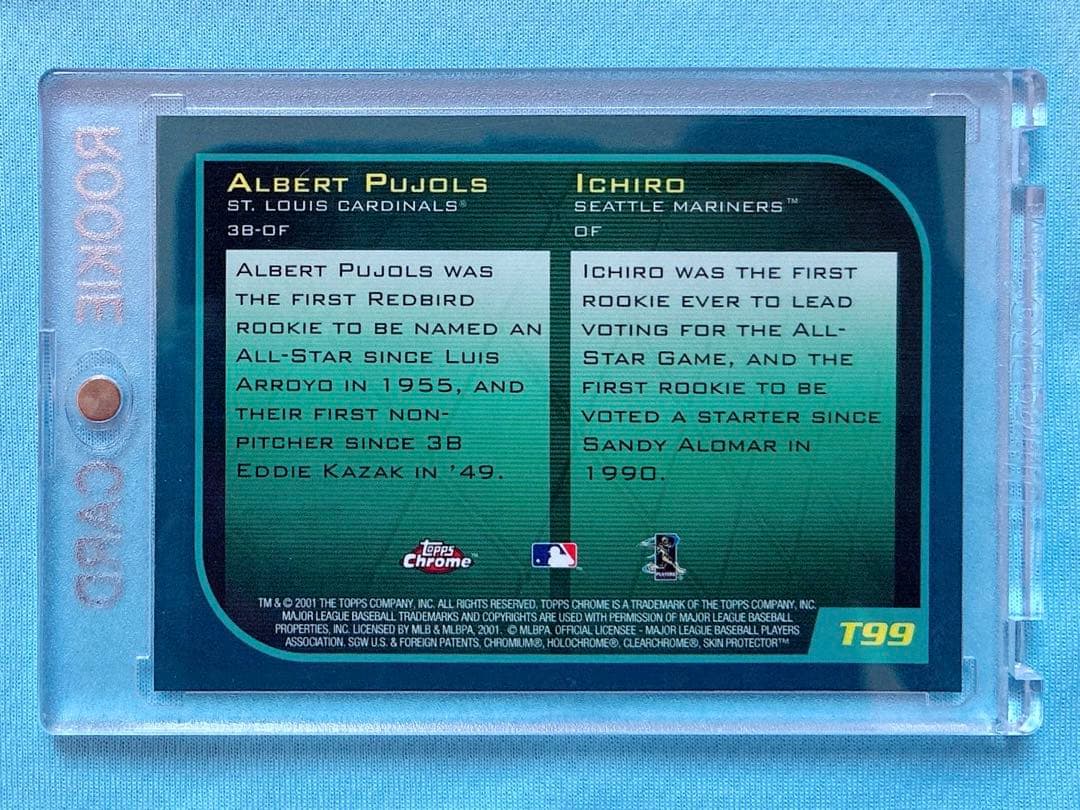 ROOKIE CARD
ALBERT PUJOLS
ST. LOUIS CARDINALS®
3B-OF
ALBERT PUJOLS WAS
THE FIRST REDBIRD
ROOKIE TO BE NAMED AN
ALL-STAR SINCE LUIS
ARROYO IN 1955, AND
THEIR FIRST NON-
PITCHER SINCE 3B
EDDIE KAZAK IN '49.
ICHIRO
SEATTLE MARINERS™
OF
ICHIRO WAS THE FIRST
ROOKIE EVER TO LEAD
VOTING FOR THE ALL-
STAR GAME, AND THE
FIRST ROOKIE TO BE
VOTED A STARTER SINCE
SANDY ALOMAR IN
1990.
Topps
Chrome™
PLAYERS
TM & © 2001 THE TOPPS COMPANY, INC. ALL RIGHTS RESERVED. TOPPS CHROME IS A TRADEMARK OF THE TOPPS COMPANY, INC.
MAJOR LEAGUE BASEBALL TRADEMARKS AND COPYRIGHTS ARE USED WITH PERMISSION OF MAJOR LEAGUE BASEBALL
PROPERTIES, INC. LICENSED BY MLB & MLBPA, 2001. © MLBPA. OFFICIAL LICENSEE - MAJOR LEAGUE BASEBALL PLAYERS
ASSOCIATION. SGW U.S. & FOREIGN PATENTS, CHROMIUM®, HOLOCHROME®, CLEARCHROME®, SKIN PROTECTOR™
T99